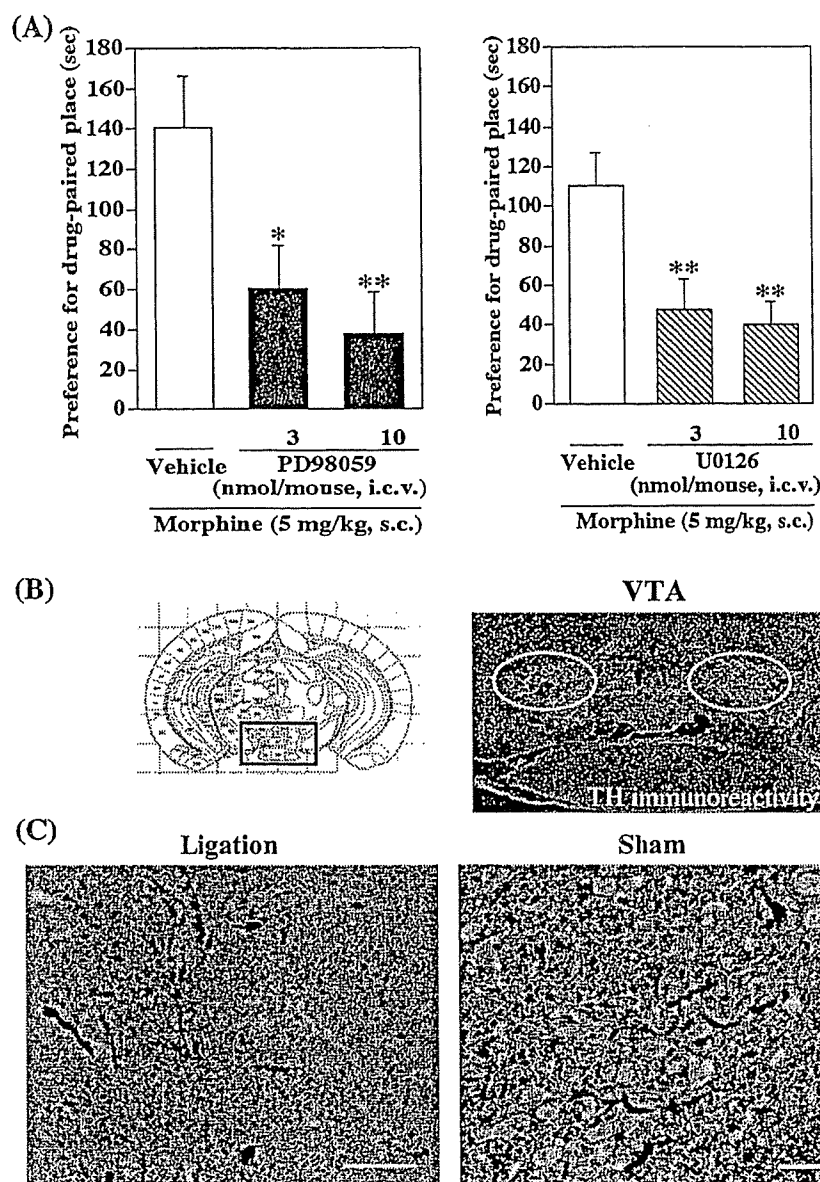 (A)
Preference for drug-paired place (sec)
180
160
140
120
100
80
60
40
20
0
*
**
3 10
Vehicle PD98059
(nmol/mouse, i.c.v.)
Morphine (5 mg/kg, s.c.)
Preference for drug-paired place (sec)
180
160
140
120
100
80
60
40
20
0
**
**
3 10
Vehicle U0126
(nmol/mouse, i.c.v.)
Morphine (5 mg/kg, s.c.)
(B)
VTA
TH immunoreactivity
(C)
Ligation Sham